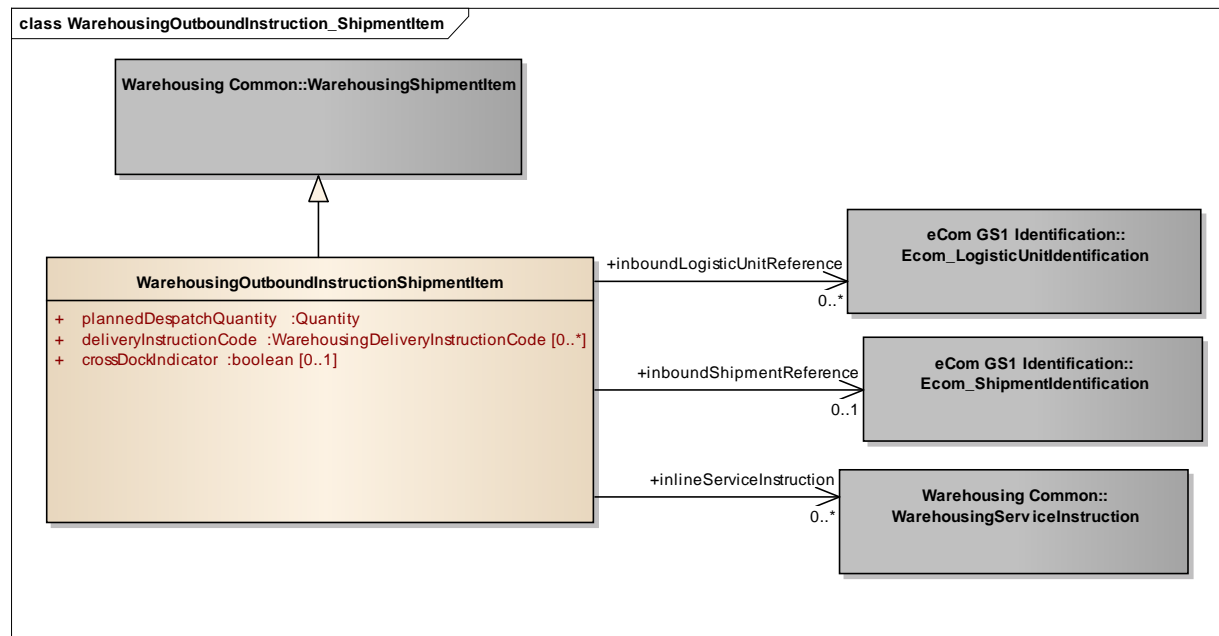 class WarehousingOutboundInstruction_ShipmentItem
Warehousing Common::WarehousingShipmentItem
WarehousingOutboundInstructionShipmentItem
+ plannedDespatchQuantity :Quantity
+ deliveryInstructionCode :WarehousingDeliveryInstructionCode [0..*]
+ crossDockIndicator :boolean [0..1]
+inboundLogisticUnitReference
0..*
eCom GS1 Identification::
Ecom_LogisticUnitIdentification
+inboundShipmentReference
0..1
eCom GS1 Identification::
Ecom_ShipmentIdentification
+inlineServiceInstruction
0..*
Warehousing Common::
WarehousingServiceInstruction